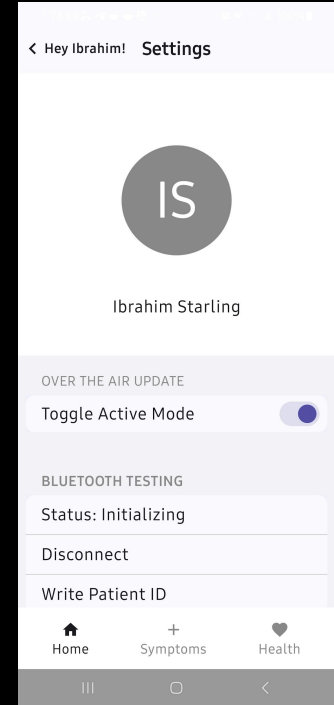 Hey Ibrahim! Settings
IS
Ibrahim Starling
OVER THE AIR UPDATE
Toggle Active Mode
BLUETOOTH TESTING
Status: Initializing
Disconnect
Write Patient ID
Home Symptoms Health